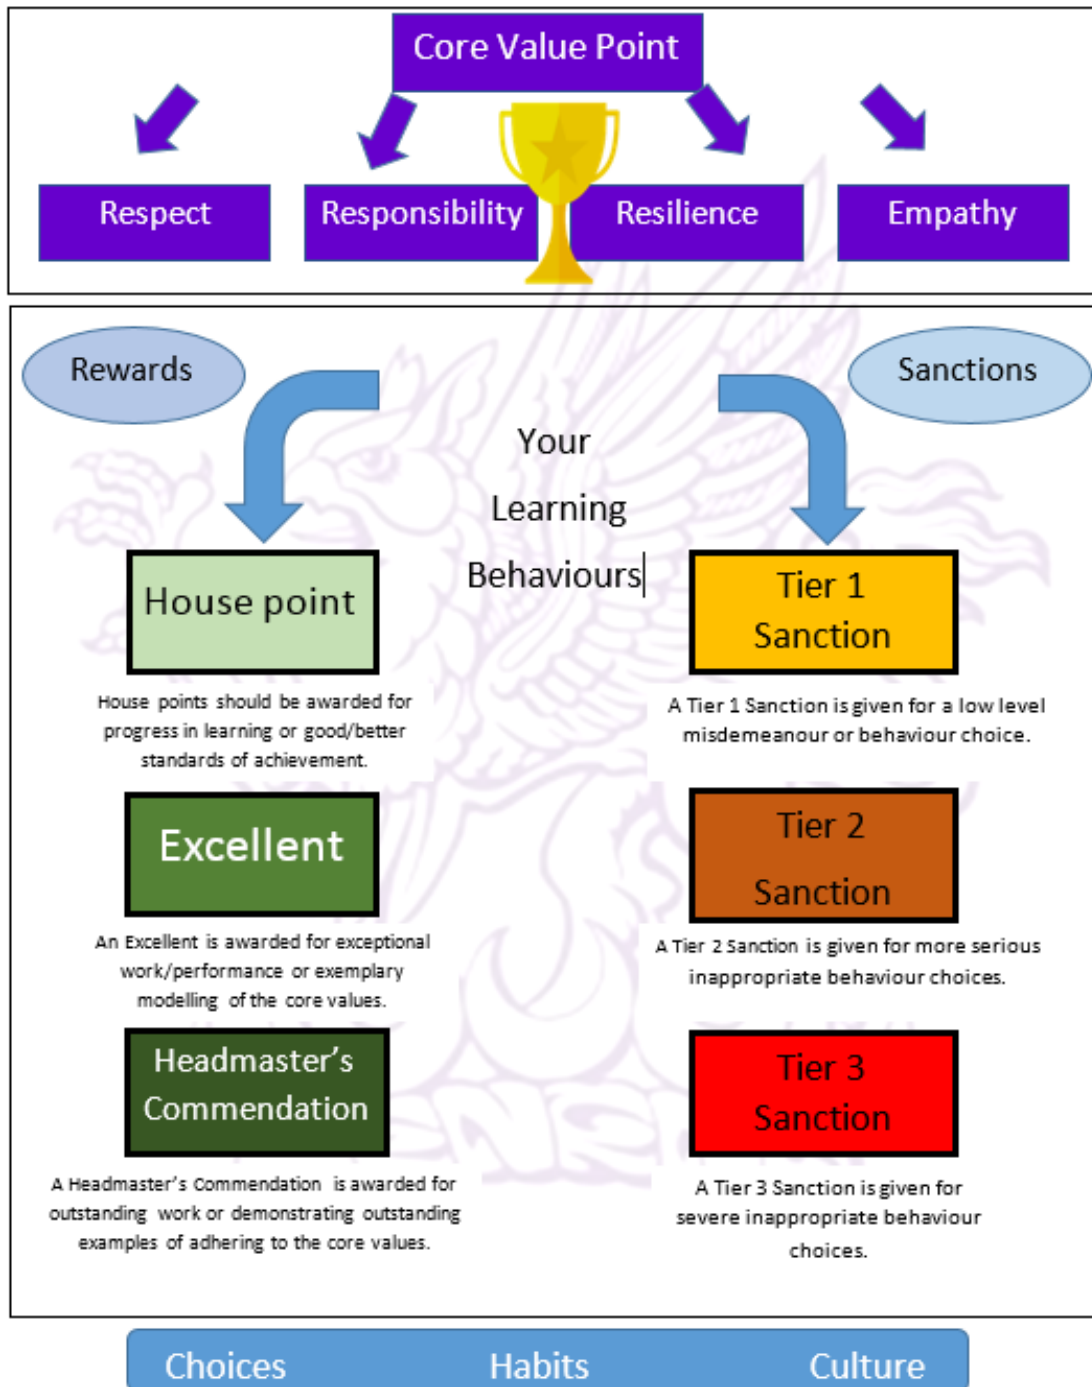 Core Value Point
Respect
Responsibility
Resilience
Empathy
Rewards
Sanctions
Your
Learning
Behaviours
House point
House points should be awarded for
progress in learning or good/better
standards of achievement.
Excellent
An Excellent is awarded for exceptional
work/performance or exemplary
modelling of the core values.
Headmaster’s
Commendation
A Headmaster’s Commendation is awarded for
outstanding work or demonstrating outstanding
examples of adhering to the core values.
Tier 1
Sanction
A Tier 1 Sanction is given for a low level
misdemeanour or behaviour choice.
Tier 2
Sanction
A Tier 2 Sanction is given for more serious
inappropriate behaviour choices.
Tier 3
Sanction
A Tier 3 Sanction is given for
severe inappropriate behaviour
choices.
Choices Habits Culture